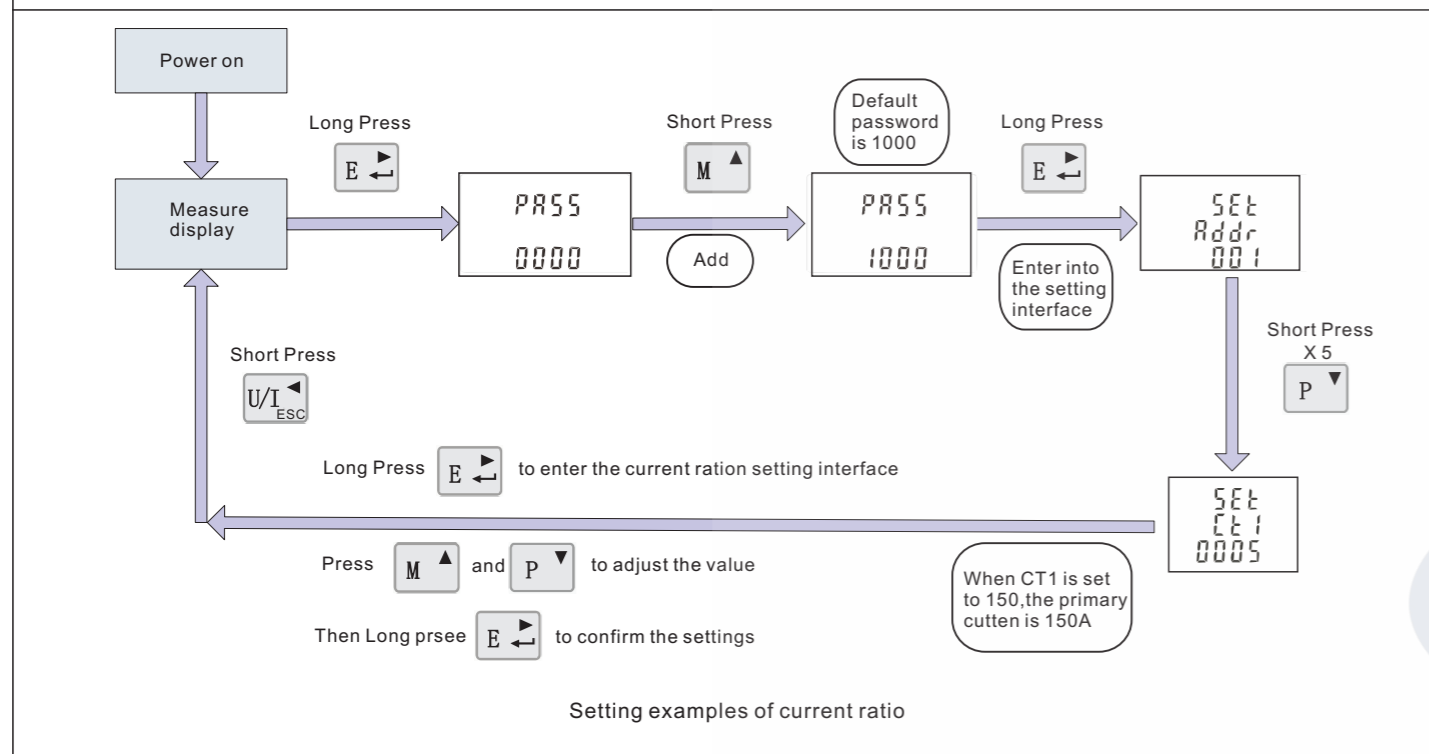 Power on
Measure
display
Long Press
E
PASS
0000
Short Press
M
Add
Default
password
is 1000
PASS
1000
Long Press
E
Enter into
the setting
interface
SEt
Addr
001
Short Press
X 5
P
SEt
Ct1
0005
When CT1 is set
to 150,the primary
cutten is 150A
Long Press E to enter the current ration setting interface
Press M and P to adjust the value
Then Long prsee E to confirm the settings
Short Press
U/I
ESC
Setting examples of current ratio